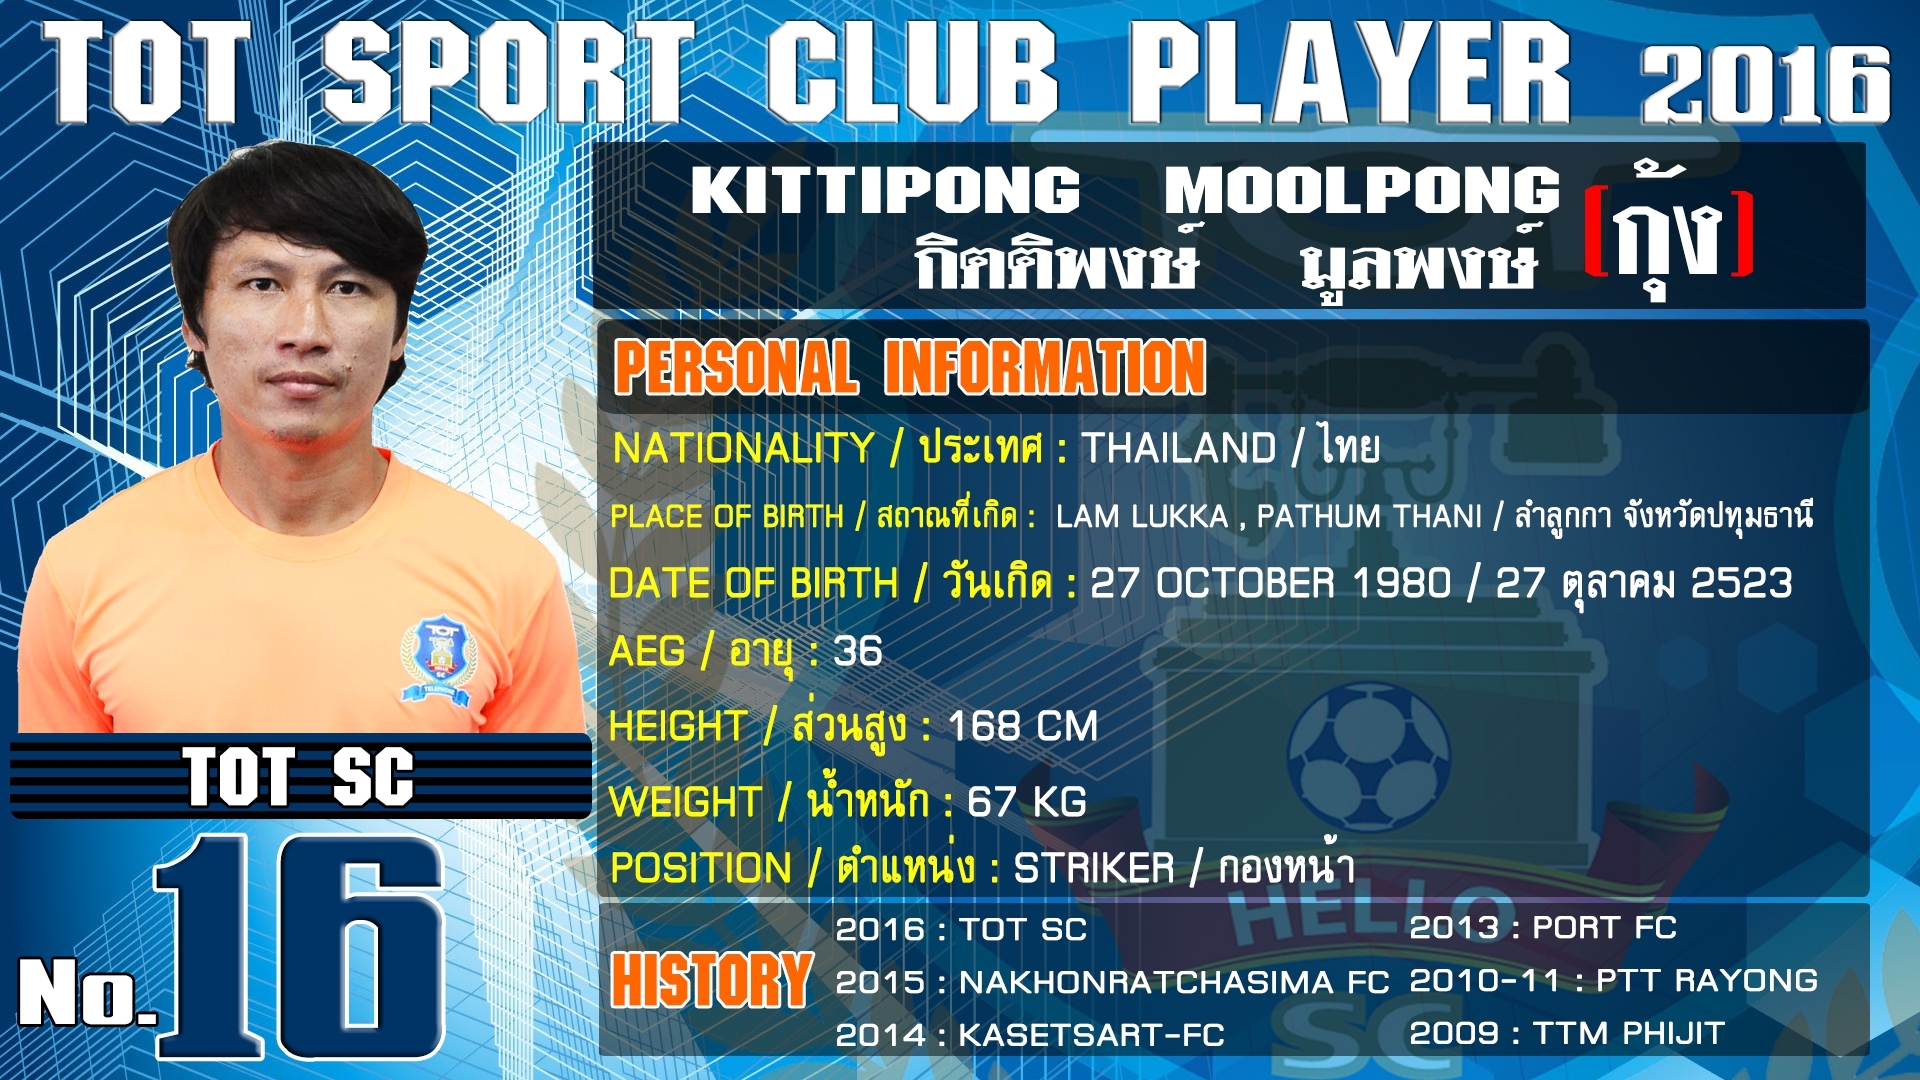 TOT SPORT CLUB PLAYER 2016
KITTIPONG MOOLPONG
กิตติพงษ์ มูลพงษ์ (กุ้ง)
PERSONAL INFORMATION
NATIONALITY / ประเทศ : THAILAND / ไทย
PLACE OF BIRTH / สถาณที่เกิด : LAM LUKKA , PATHUM THANI / ลำลูกกา จังหวัดปทุมธานี
DATE OF BIRTH / วันเกิด : 27 OCTOBER 1980 / 27 ตุลาคม 2523
AEG / อายุ : 36
HEIGHT / ส่วนสูง : 168 CM
WEIGHT / น้ำหนัก : 67 KG
POSITION / ตำแหน่ง : STRIKER / กองหน้า
TOT SC
No. 16
HISTORY
2016 : TOT SC
2015 : NAKHONRATCHASIMA FC
2014 : KASETSART-FC
2013 : PORT FC
2010-11 : PTT RAYONG
2009 : TTM PHIJIT
HELLO
SC
TOT
SC
TELEPHONE